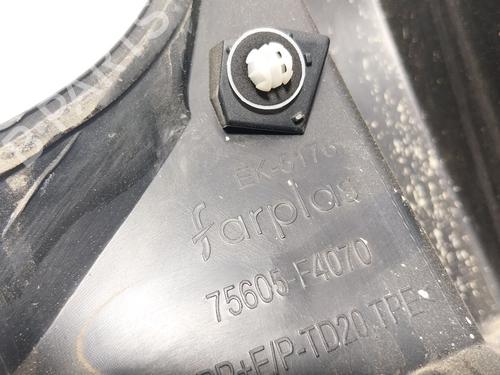 EK-5176
farplas
75605-F4070
PP+E/P-TD20.TPE